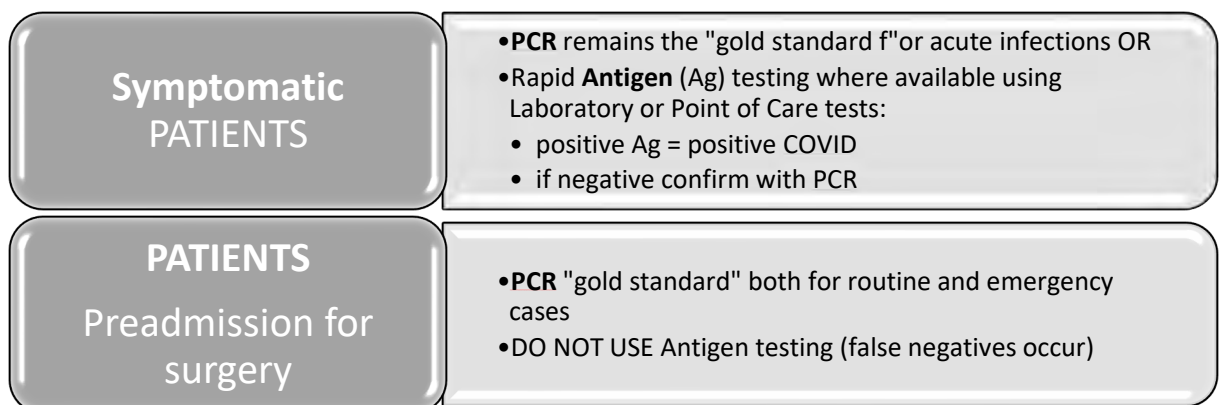 Symptomatic
PATIENTS
•PCR remains the "gold standard f"or acute infections OR
•Rapid Antigen (Ag) testing where available using
Laboratory or Point of Care tests:
• positive Ag = positive COVID
• if negative confirm with PCR
PATIENTS
Preadmission for
surgery
•PCR "gold standard" both for routine and emergency
cases
•DO NOT USE Antigen testing (false negatives occur)